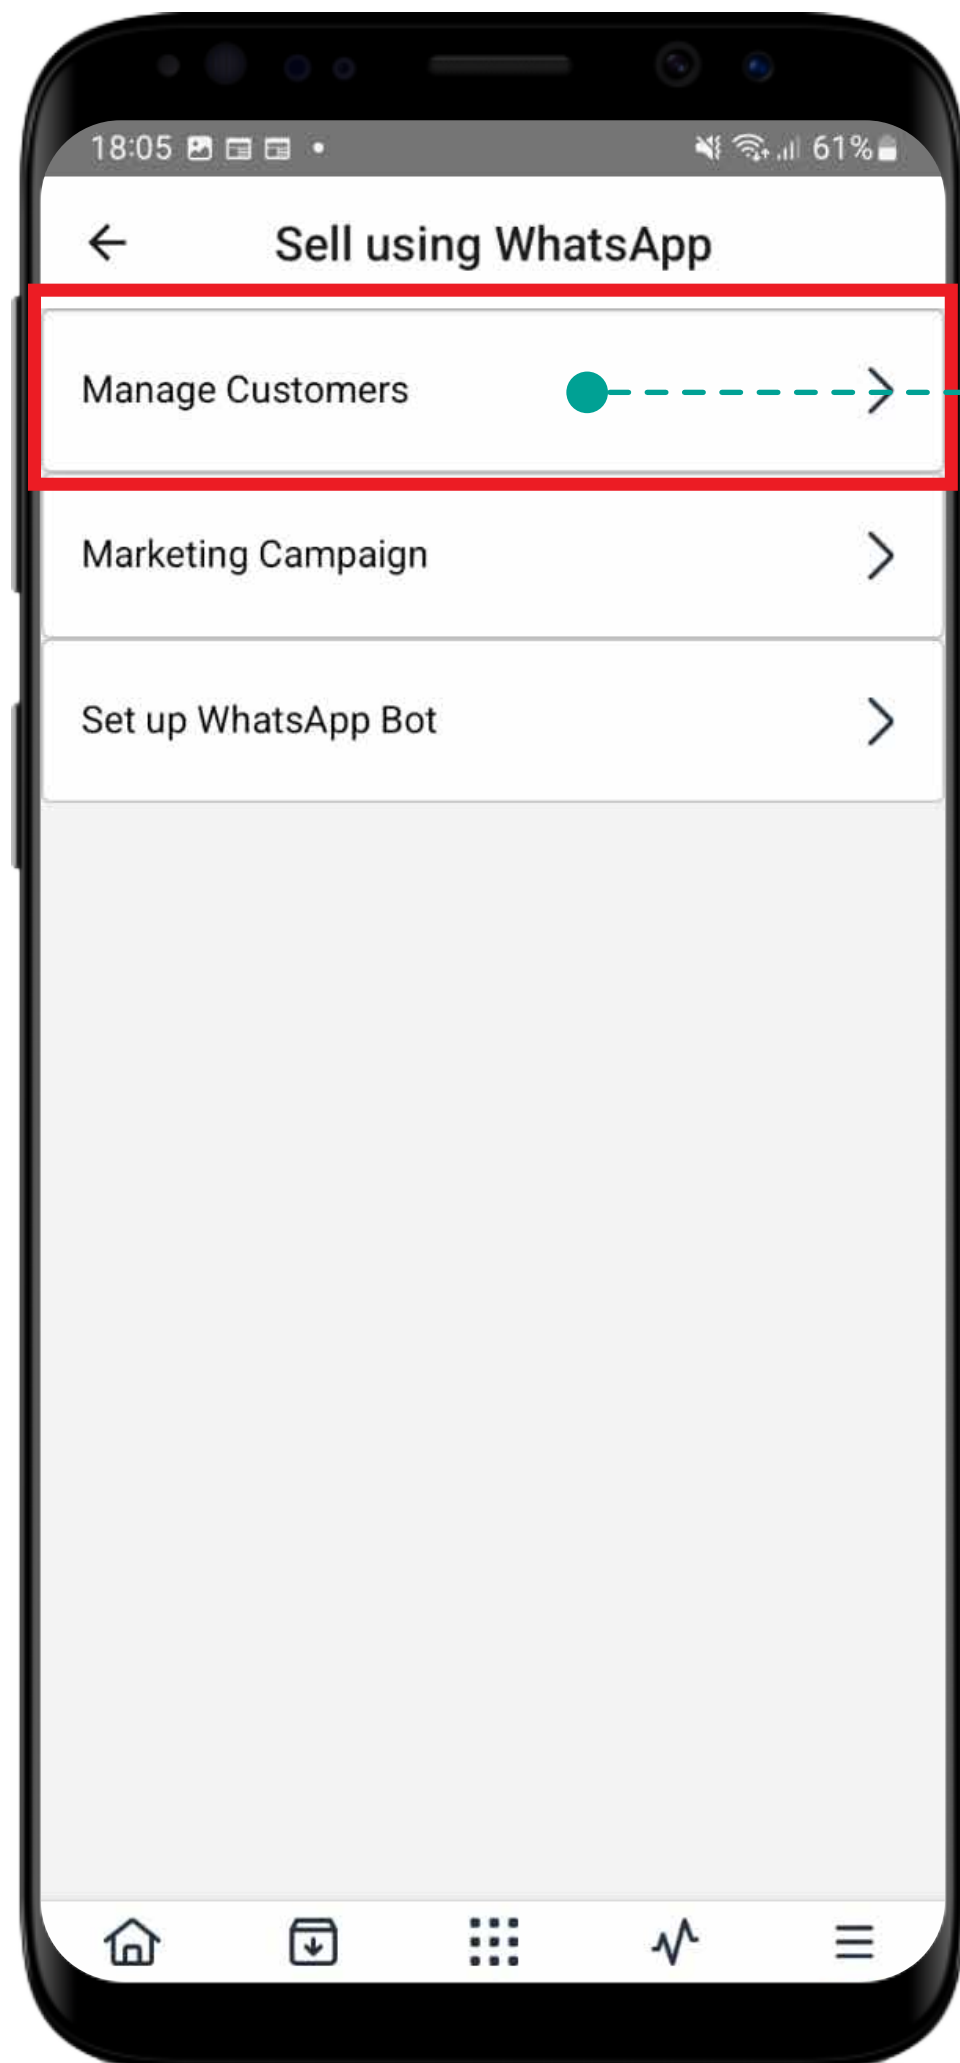 18:05
61%
Sell using WhatsApp
Manage Customers
Marketing Campaign
Set up WhatsApp Bot